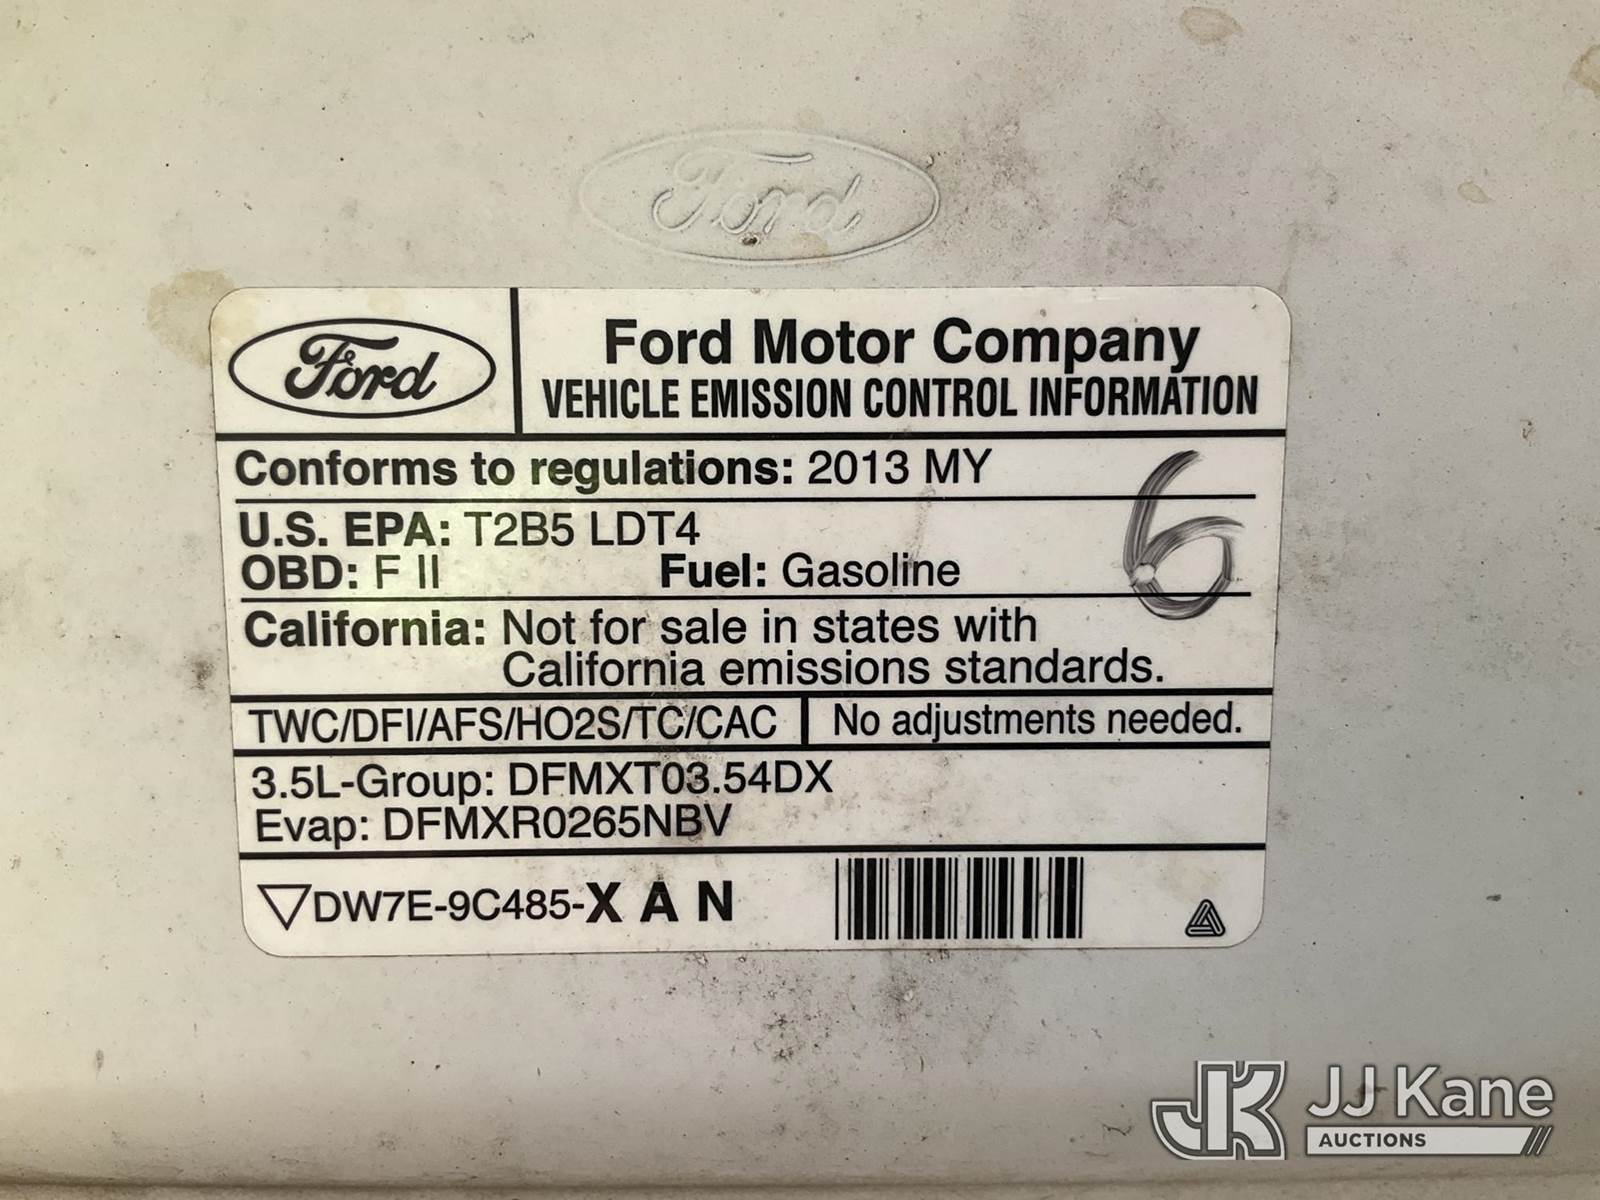 Ford
Ford
Ford Motor Company
VEHICLE EMISSION CONTROL INFORMATION
Conforms to regulations: 2013 MY
6
U.S. EPA: T2B5 LDT4
OBD: F II Fuel: Gasoline
California: Not for sale in states with
California emissions standards.
TWC/DFI/AFS/HO2S/TC/CAC No adjustments needed.
3.5L-Group: DFMXT03.54DX
Evap: DFMXR0265NBV
DW7E-9C485-X A N
JK JJ Kane
AUCTIONS